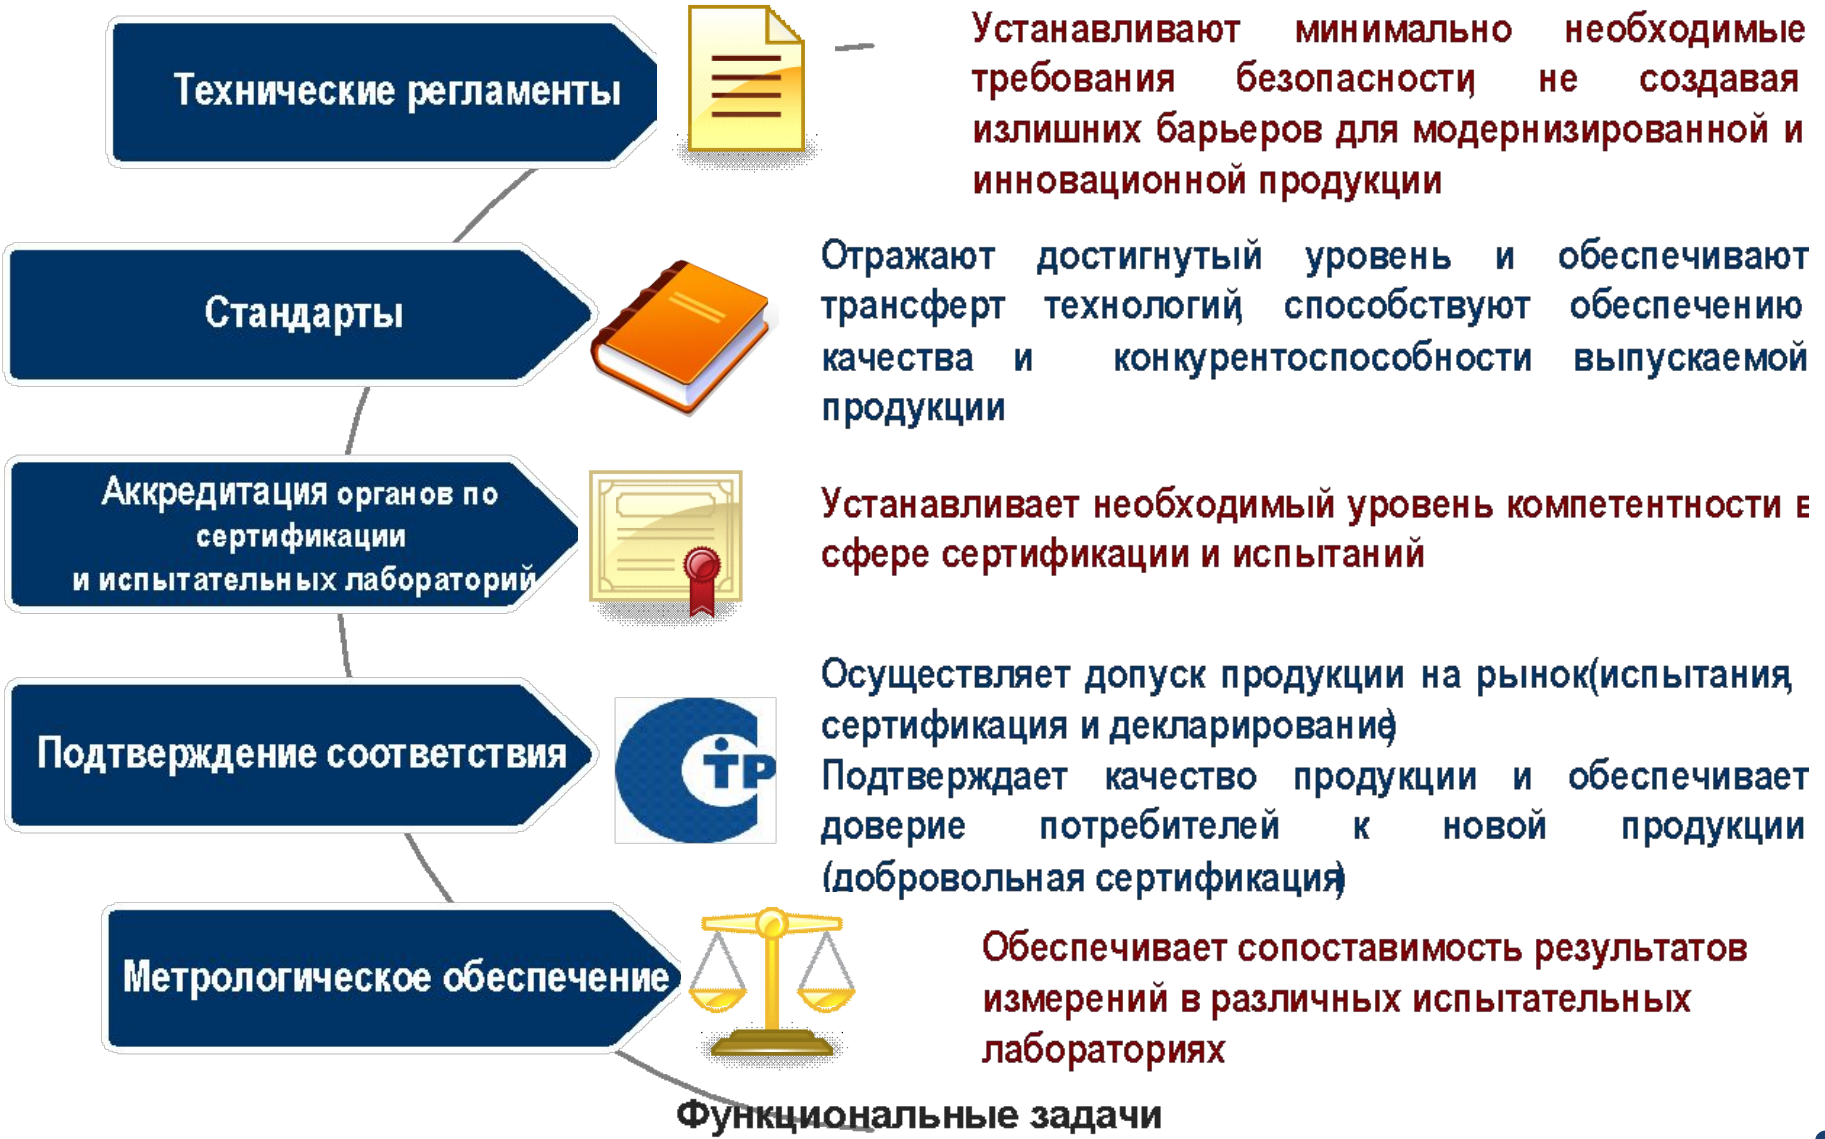 Технические регламенты
Устанавливают минимально необходимые
требования безопасности, не создавая
излишних барьеров для модернизированной и
инновационной продукции
Стандарты
Отражают достигнутый уровень и обеспечивают
трансферт технологий, способствуют обеспечению
качества и конкурентоспособности выпускаемой
продукции
Аккредитация органов по
сертификации
и испытательных лабораторий
Устанавливает необходимый уровень компетентности в
сфере сертификации и испытаний
Подтверждение соответствия
СТР
Осуществляет допуск продукции на рынок(испытания,
сертификация и декларирование)
Подтверждает качество продукции и обеспечивает
доверие потребителей к новой продукции
(добровольная сертификация)
Метрологическое обеспечение
Обеспечивает сопоставимость результатов
измерений в различных испытательных
лабораториях
Функциональные задачи